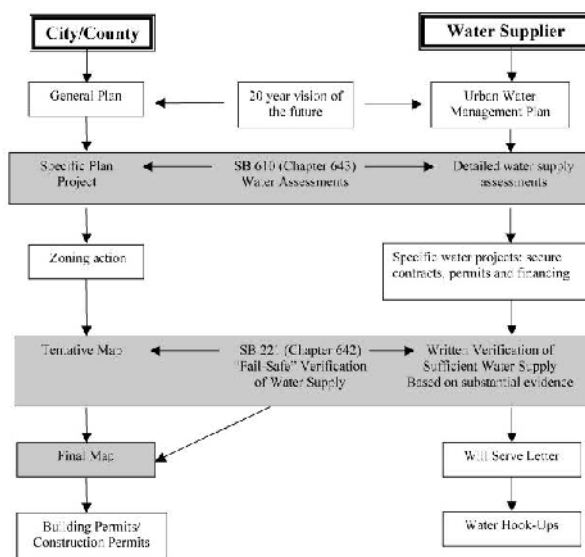 City/County
Water Supplier
General Plan
20 year vision of
the future
Urban Water
Management Plan
Specific Plan
Project
SB 610 (Chapter 643)
Water Assessments
Detailed water supply
assessments
Zoning action
Specific water projects: secure
contracts, permits and financing
Tentative Map
SB 221 (Chapter 642)
"Fail-Safe" Verification
of Water Supply
Written Verification of
Sufficient Water Supply
Based on substantial evidence
Final Map
Will Serve Letter
Building Permits/
Construction Permits
Water Hook-Ups